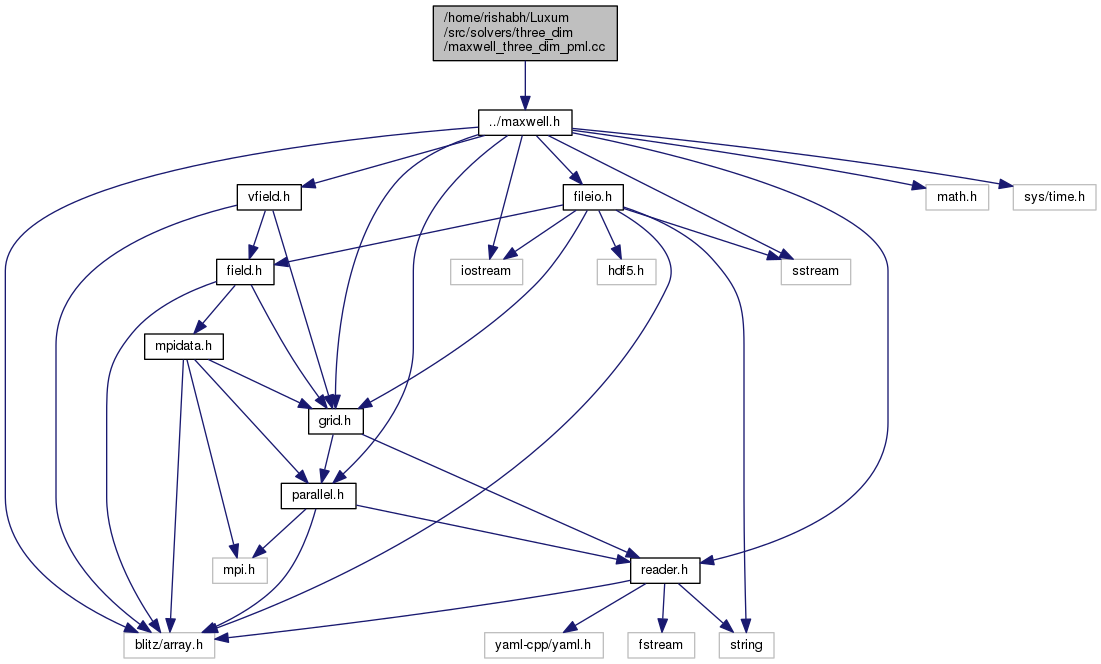 /home/rishabh/Luxum
/src/solvers/three_dim
/maxwell_three_dim_pml.cc
../maxwell.h
vfield.h
fileio.h
math.h
sys/time.h
field.h
iostream
hdf5.h
sstream
mpidata.h
grid.h
parallel.h
mpi.h
reader.h
blitz/array.h
yaml-cpp/yaml.h
fstream
string